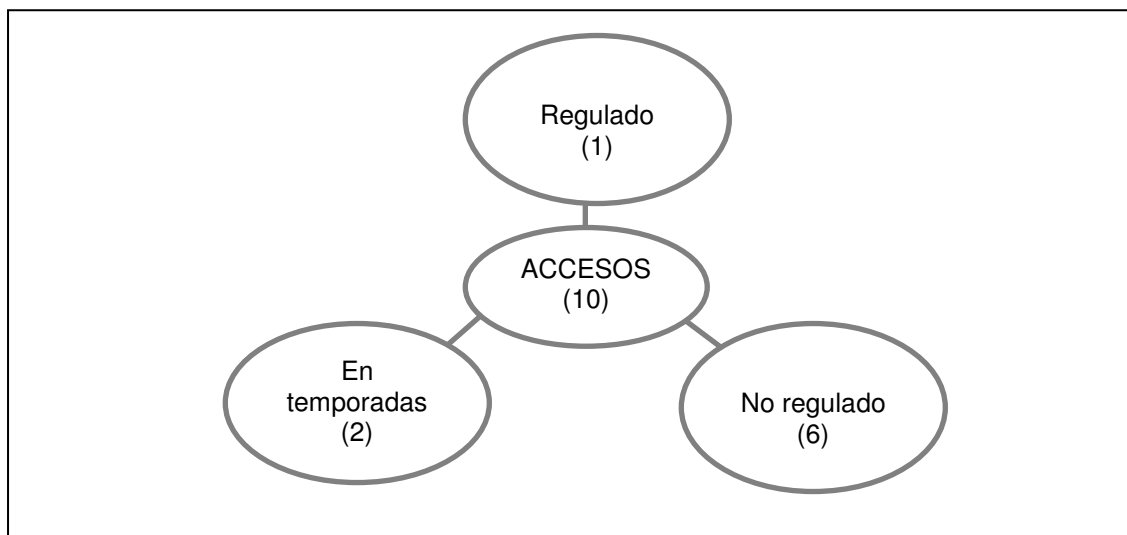 Regulado
(1)
ACCESOS
(10)
En
temporadas
(2)
No regulado
(6)